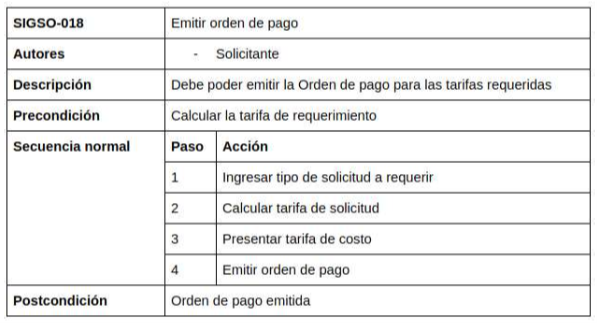 SIGSO-018 Emitir orden de pago
Autores - Solicitante
Descripción Debe poder emitir la Orden de pago para las tarifas requeridas
Precondición Calcular la tarifa de requerimiento
Secuencia normal Paso Acción
1 Ingresar tipo de solicitud a requerir
2 Calcular tarifa de solicitud
3 Presentar tarifa de costo
4 Emitir orden de pago
Postcondición Orden de pago emitida